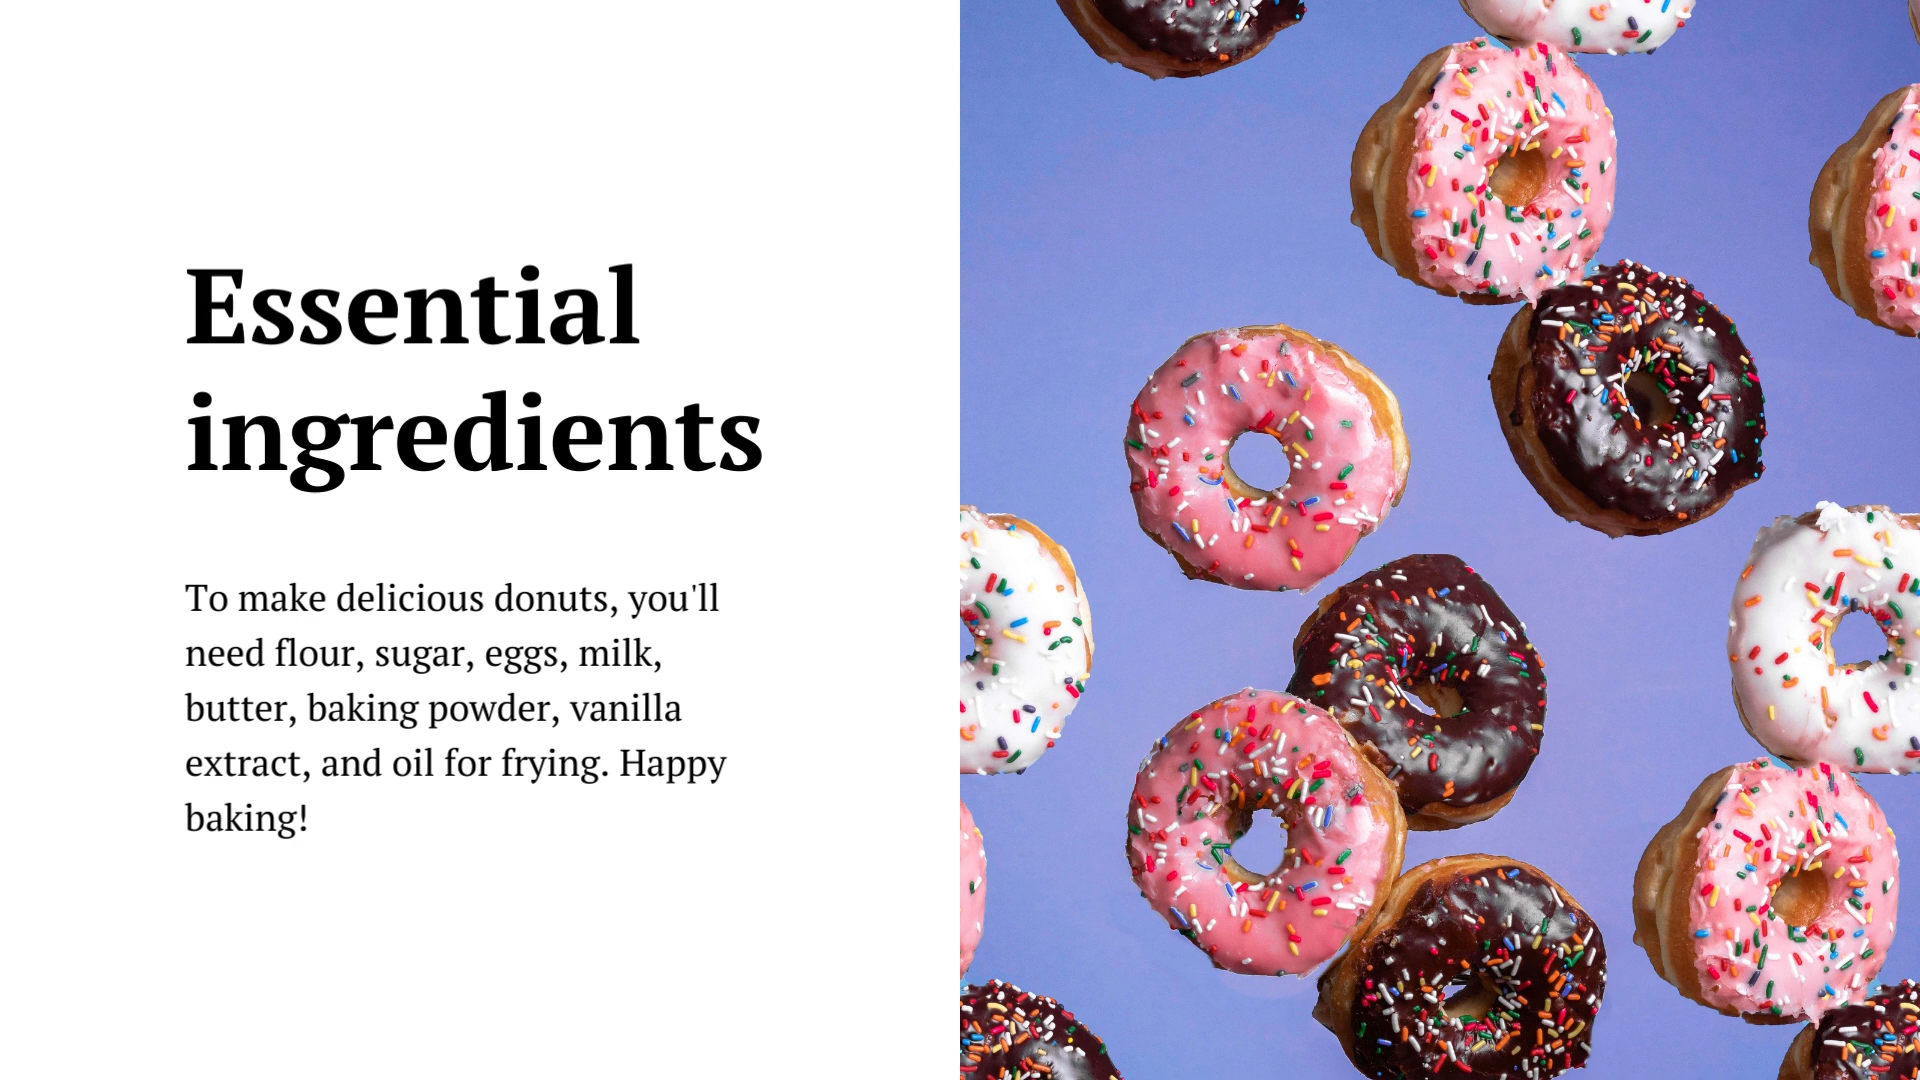 Essential
ingredients
To make delicious donuts, you'll
need flour, sugar, eggs, milk,
butter, baking powder, vanilla
extract, and oil for frying. Happy
baking!